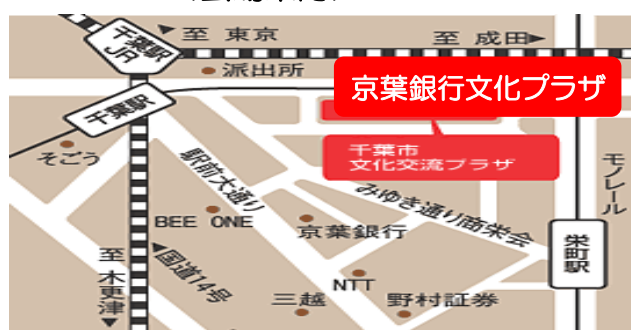 至 東京
至 成田
千葉駅
JR
派出所
京葉銀行文化プラザ
千葉駅
千葉市
文化交流プラザ
そごう
駅前大通り
みゆき通り商栄会
モノレール
BEE ONE
京葉銀行
栄町駅
至 木更津
国道14号
NTT
三越
野村証券